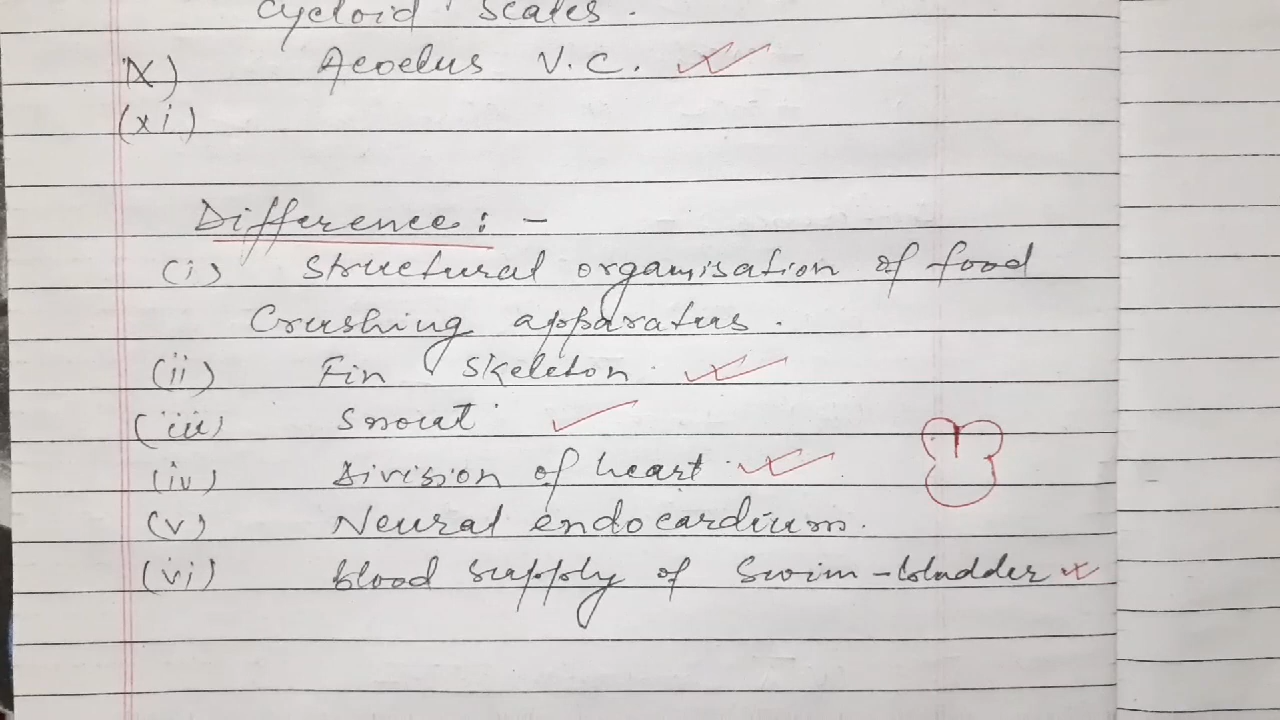 Cycloid scales.
X) Acoelus V.C.
(xi)
Difference: -
(i) Structural organisation of food
Crushing apparatus.
(ii) Fin skeleton.
(iii) Snout
(iv) Division of heart.
(v) Neural endocardium.
(vi) blood supply of swim-bladder